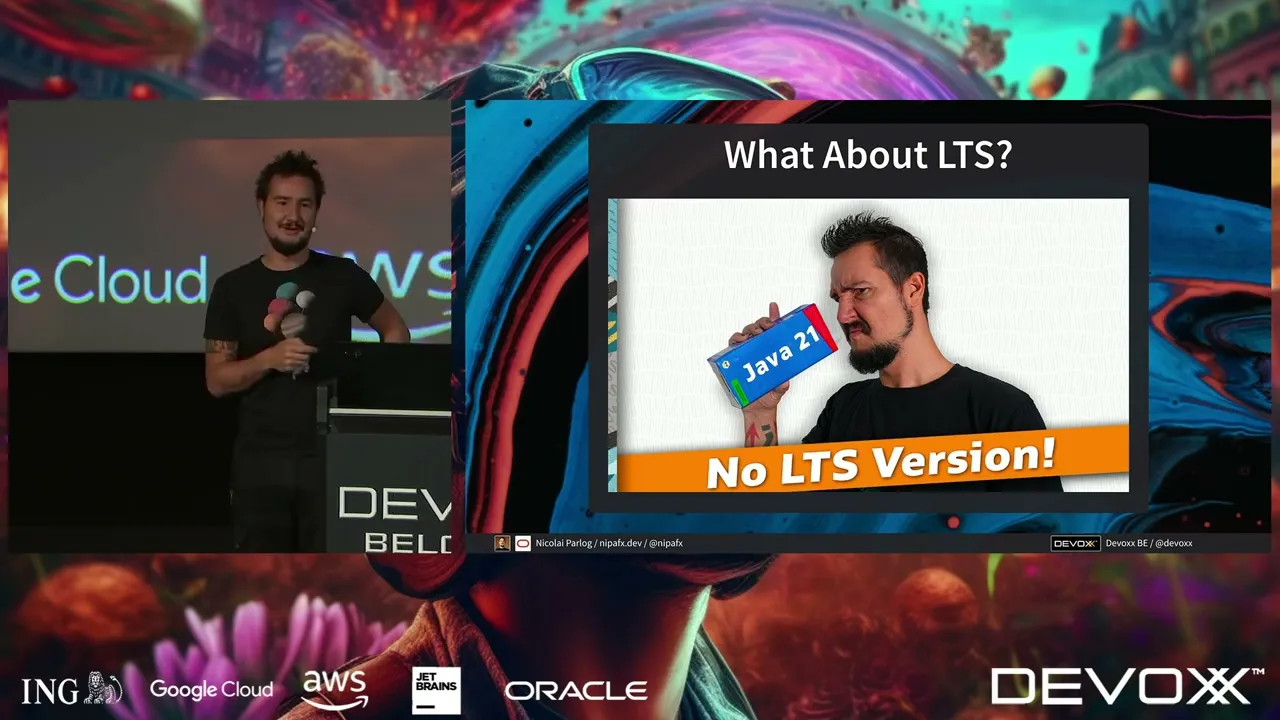 What About LTS?
e Cloud
aws
Java 21
No LTS Version!
DEV
BELG
Nicolai Parlog / nipafx.dev / @nipafx
DEVOXX
Devoxx BE / @devoxx
ING
Google Cloud
aws
JET
BRAINS
ORACLE
DEVOXX™